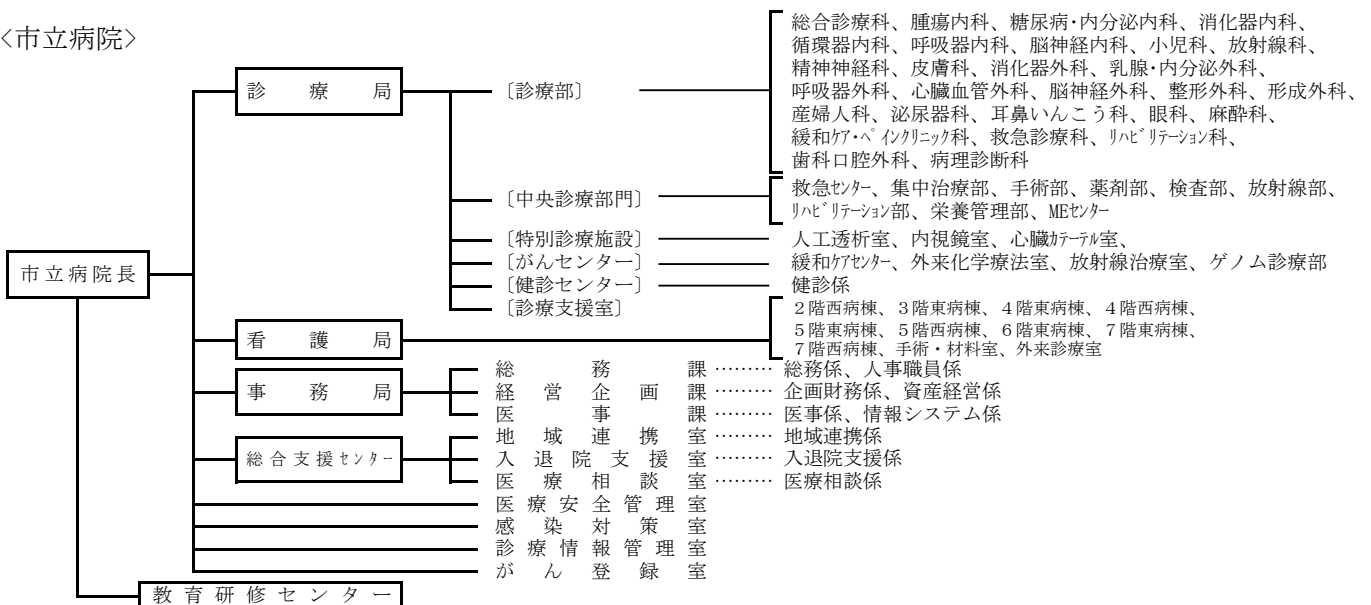 〈市立病院〉
市立病院長
診療局
〔診療部〕
総合診療科、腫瘍内科、糖尿病・内分泌内科、消化器内科、
循環器内科、呼吸器内科、脳神経内科、小児科、放射線科、
精神神経科、皮膚科、消化器外科、乳腺・内分泌外科、
呼吸器外科、心臓血管外科、脳神経外科、整形外科、形成外科、
産婦人科、泌尿器科、耳鼻いんこう科、眼科、麻酔科、
緩和ケア・ペインクリニック科、救急診療科、リハビリテーション科、
歯科口腔外科、病理診断科
〔中央診療部門〕
救急センター、集中治療部、手術部、薬剤部、検査部、放射線部、
リハビリテーション部、栄養管理部、MEセンター
〔特別診療施設〕 人工透析室、内視鏡室、心臓カテーテル室、
〔がんセンター〕 緩和ケアセンター、外来化学療法室、放射線治療室、ゲノム診療部
〔健診センター〕 健診係
〔診療支援室〕
看護局
2階西病棟、3階東病棟、4階東病棟、4階西病棟、
5階東病棟、5階西病棟、6階東病棟、7階東病棟、
7階西病棟、手術・材料室、外来診療室
事務局
総務課 ……… 総務係、人事職員係
経営企画課 ……… 企画財務係、資産経営係
医事課 ……… 医事係、情報システム係
総合支援センター
地域連携室 ……… 地域連携係
入退院支援室 ……… 入退院支援係
医療相談室 ……… 医療相談係
医療安全管理室
感染対策室
診療情報管理室
がん登録室
教育研修センター